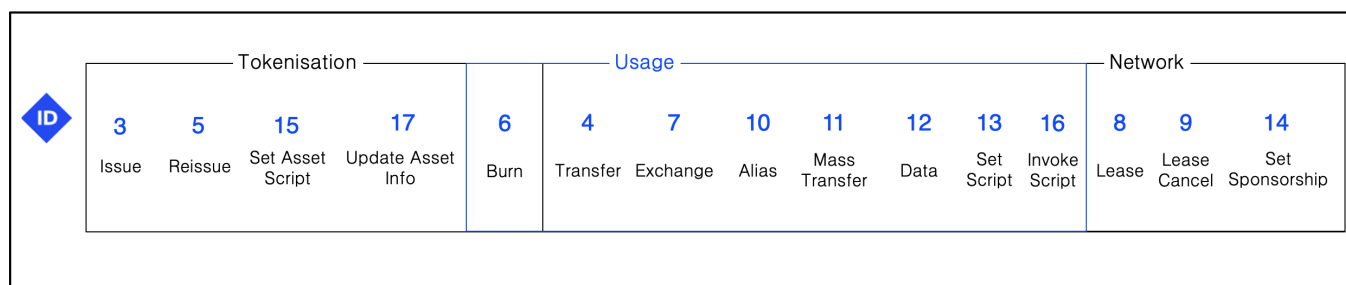 Tokenisation Usage Network
ID
3 5 15 17 6 4 7 10 11 12 13 16 8 9 14
Issue Reissue Set Asset Update Asset Burn Transfer Exchange Alias Mass Data Set Invoke Lease Lease Set
Script Info Transfer Script Script Cancel Sponsorship